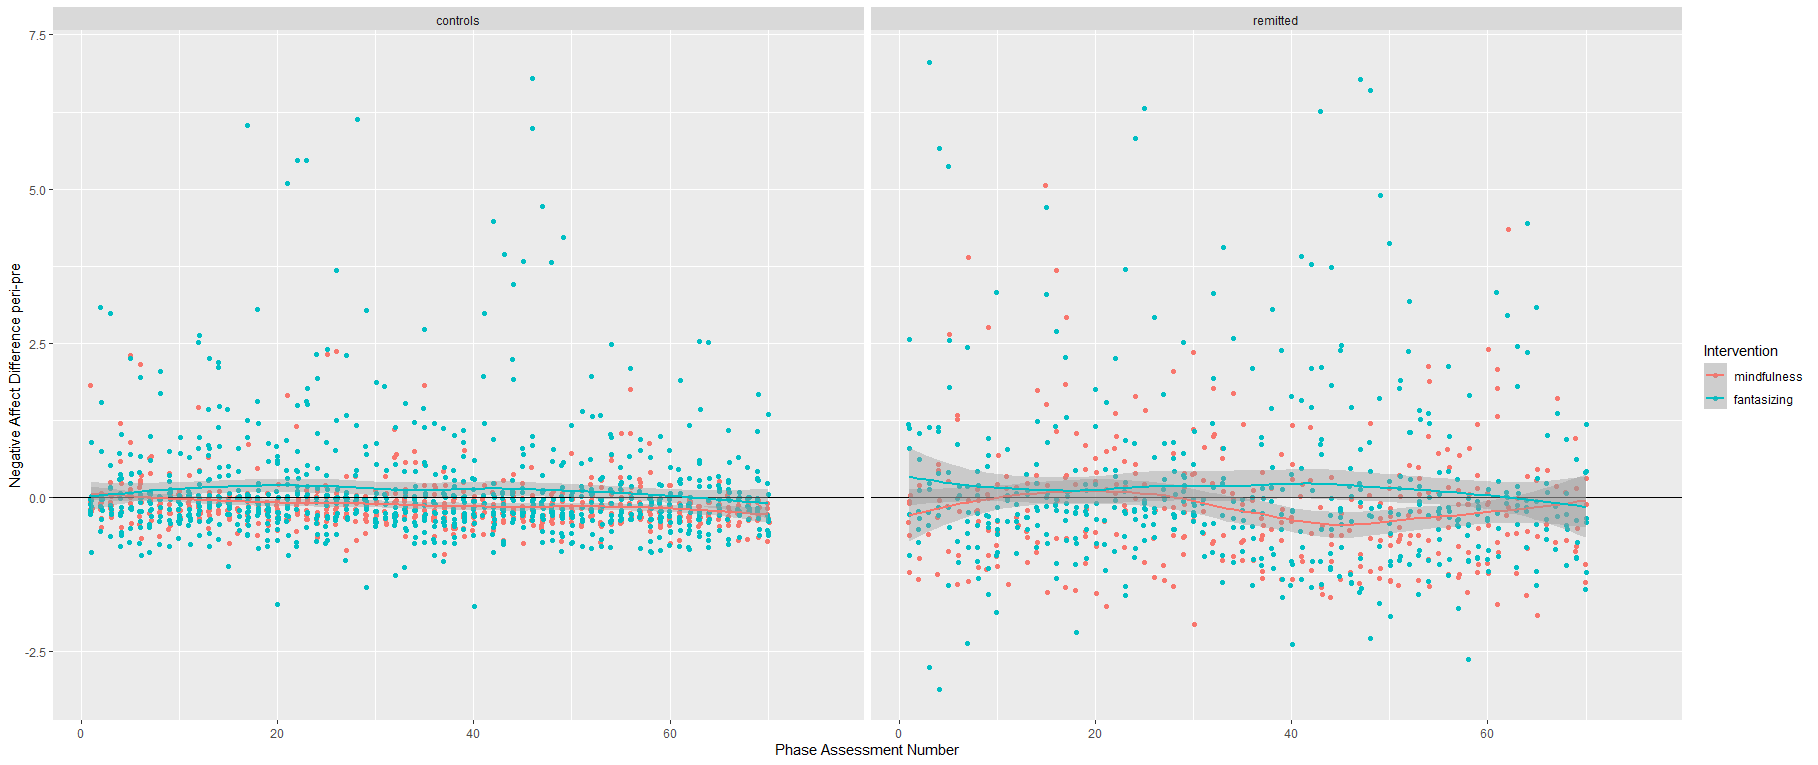 controls
remitted
7.5
5.0
2.5
0.0
-2.5
Negative Affect Difference peri-pre
0
20
40
60
0
20
40
60
Phase Assessment Number
Intervention
mindfulness
fantasizing